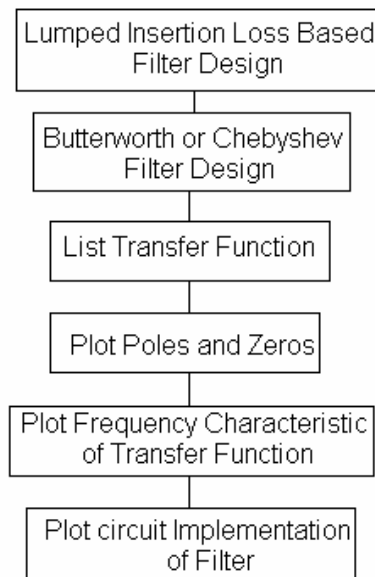 Lumped Insertion Loss Based
Filter Design
Butterworth or Chebyshev
Filter Design
List Transfer Function
Plot Poles and Zeros
Plot Frequency Characteristic
of Transfer Function
Plot circuit Implementation
of Filter